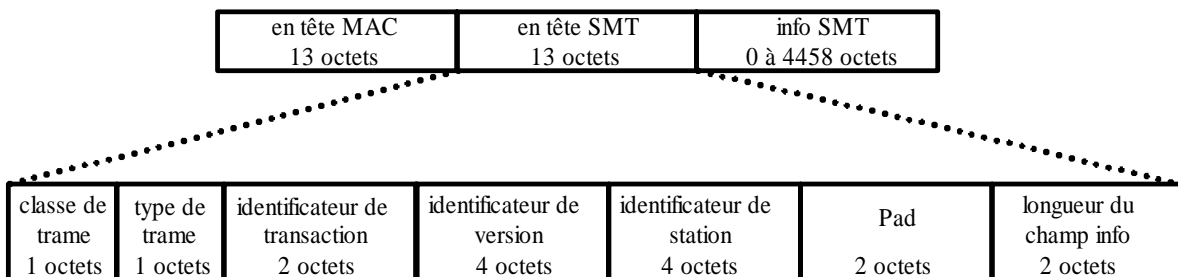 en tête MAC
13 octets
en tête SMT
13 octets
info SMT
0 à 4458 octets
classe de
trame
1 octets
type de
trame
1 octets
identificateur de
transaction
2 octets
identificateur de
version
4 octets
identificateur de
station
4 octets
Pad
2 octets
longueur du
champ info
2 octets